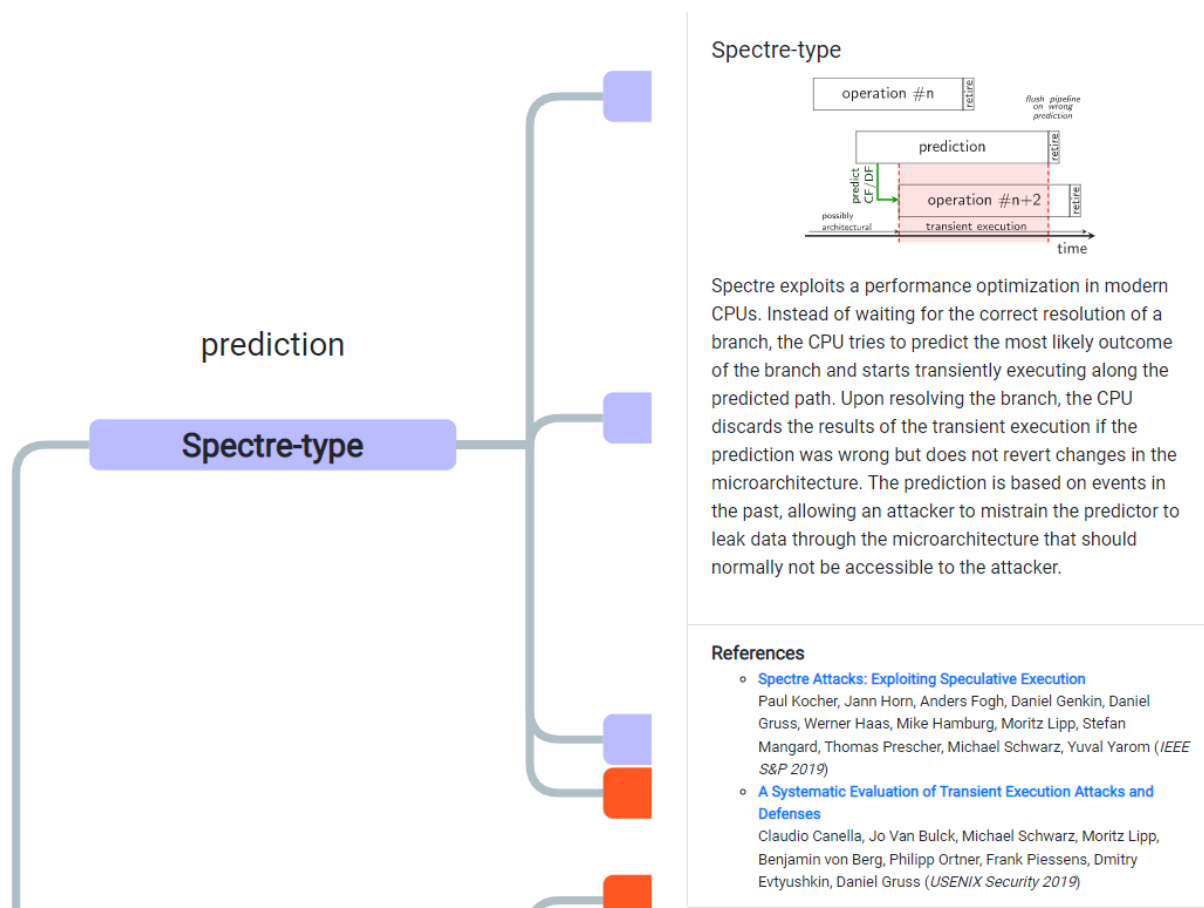 prediction
Spectre-type
Spectre-type
operation #n
retire
flush pipeline
on wrong
prediction
prediction
retire
predict
CF/DF
operation #n+2
retire
possibly
architectural
transient execution
time
Spectre exploits a performance optimization in modern
CPUs. Instead of waiting for the correct resolution of a
branch, the CPU tries to predict the most likely outcome
of the branch and starts transiently executing along the
predicted path. Upon resolving the branch, the CPU
discards the results of the transient execution if the
prediction was wrong but does not revert changes in the
microarchitecture. The prediction is based on events in
the past, allowing an attacker to mistrain the predictor to
leak data through the microarchitecture that should
normally not be accessible to the attacker.
References
Spectre Attacks: Exploiting Speculative Execution
Paul Kocher, Jann Horn, Anders Fogh, Daniel Genkin, Daniel
Gruss, Werner Haas, Mike Hamburg, Moritz Lipp, Stefan
Mangard, Thomas Prescher, Michael Schwarz, Yuval Yarom (IEEE
S&P 2019)
A Systematic Evaluation of Transient Execution Attacks and
Defenses
Claudio Canella, Jo Van Bulck, Michael Schwarz, Moritz Lipp,
Benjamin von Berg, Philipp Ortner, Frank Piessens, Dmitry
Evtyushkin, Daniel Gruss (USENIX Security 2019)